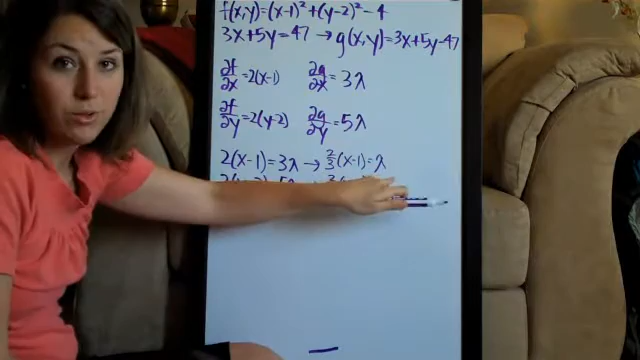 f(x,y)=(x-1)²+(y-2)²-4
3x+5y=47 → g(x,y)=3x+5y-47
∂f/∂x=2(x-1) ∂g/∂x=3λ
∂f/∂y=2(y-2) ∂g/∂y=5λ
2(x-1)=3λ → 2/3(x-1)=λ